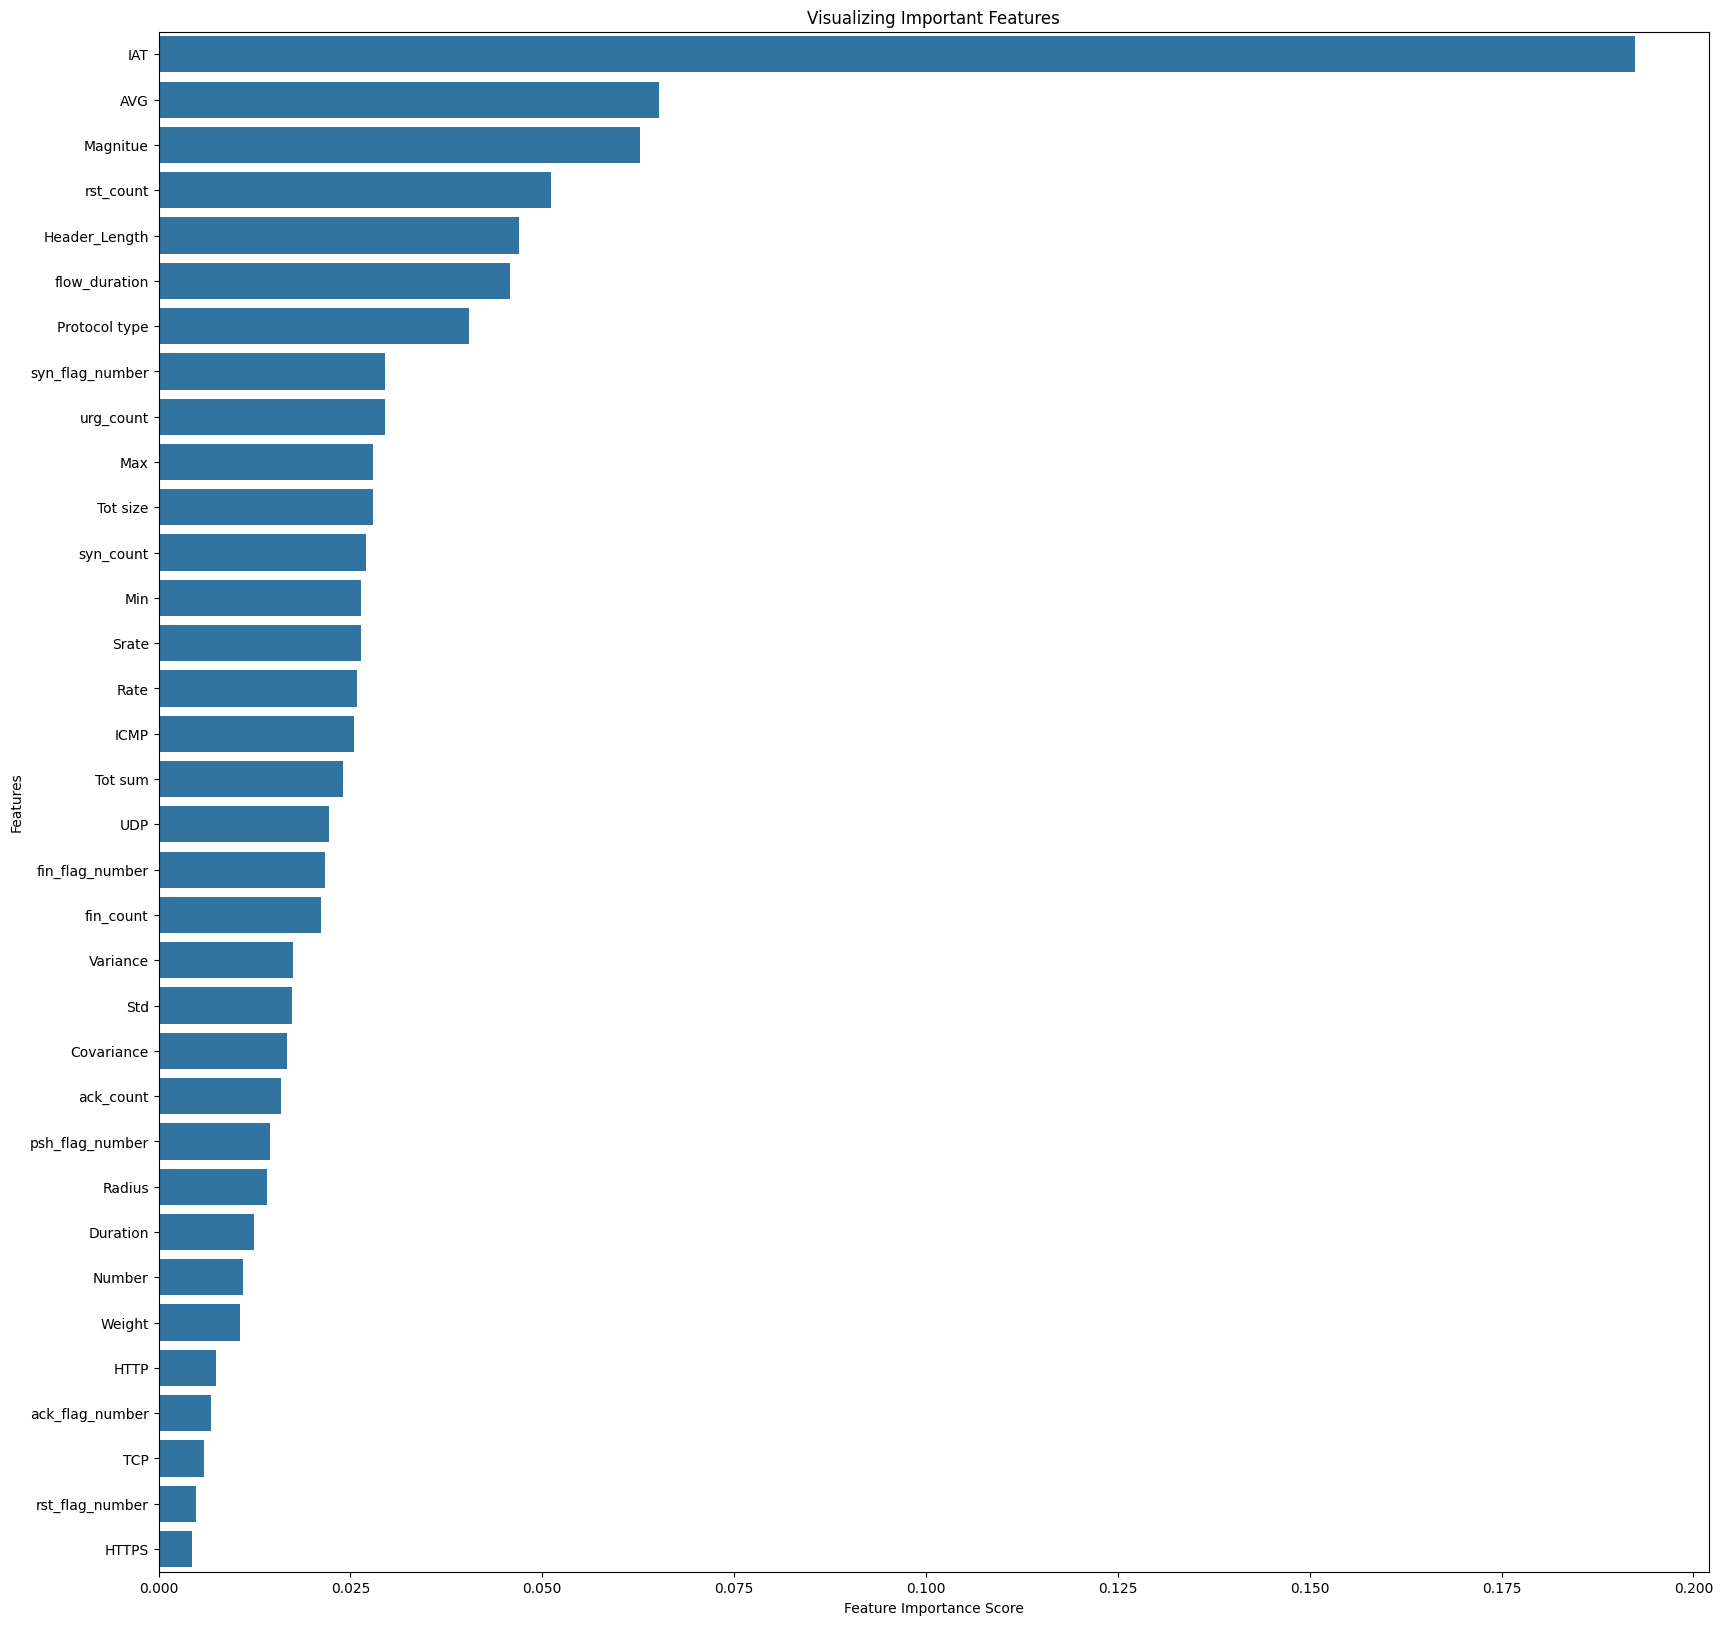 Visualizing Important Features
IAT
AVG
Magnitue
rst_count
Header_Length
flow_duration
Protocol type
syn_flag_number
urg_count
Max
Tot size
syn_count
Min
Srate
Rate
ICMP
Tot sum
UDP
fin_flag_number
fin_count
Variance
Std
Covariance
ack_count
psh_flag_number
Radius
Duration
Number
Weight
HTTP
ack_flag_number
TCP
rst_flag_number
HTTPS
Features
0.000 0.025 0.050 0.075 0.100 0.125 0.150 0.175 0.200
Feature Importance Score